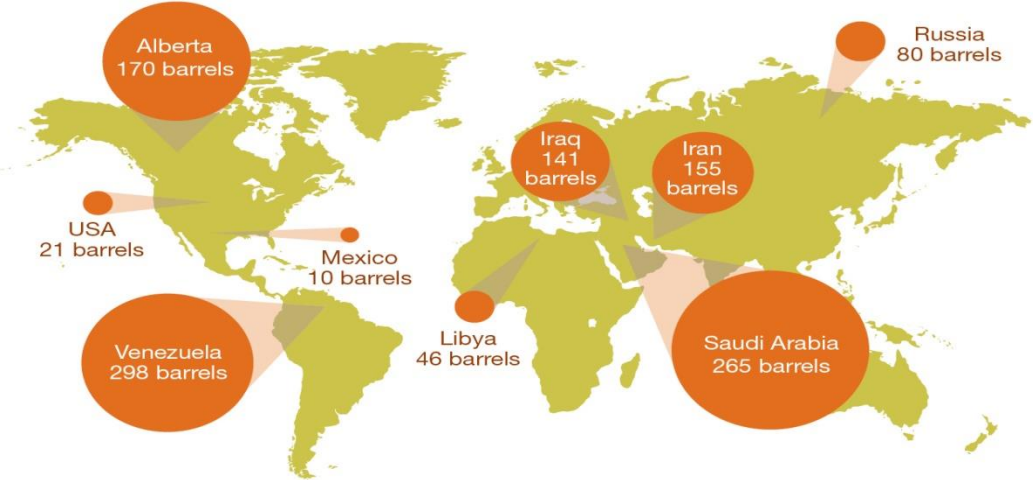 Alberta
170 barrels
Russia
80 barrels
Iraq
141
barrels
Iran
155
barrels
USA
21 barrels
Mexico
10 barrels
Venezuela
298 barrels
Libya
46 barrels
Saudi Arabia
265 barrels